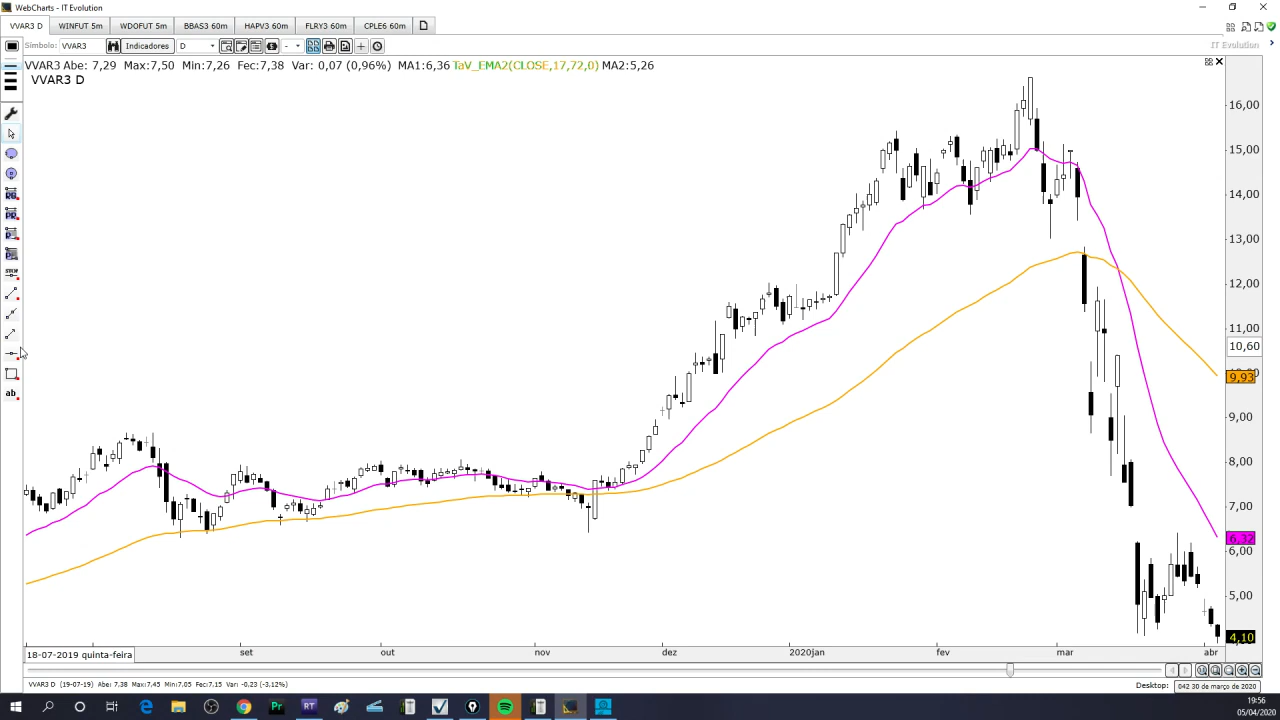 WebCharts - IT Evolution
VVAR3 D WINFUT 5m WDOFUT 5m BBAS3 60m HAPV3 60m FLRY3 60m CPLE6 60m
Símbolo: VVAR3 Indicadores D -
IT Evolution
VVAR3 Abe: 7,29 Max:7,50 Min:7,26 Fec:7,38 Var: 0,07 (0,96%) MA1:6,36 TaV_EMA2(CLOSE,17,72,0) MA2:5,26
VVAR3 D
16,00
15,00
14,00
13,00
12,00
11,00
10,60
9,93
9,00
8,00
7,00
6,32
6,00
5,00
4,10
ab
18-07-2019 quinta-feira set out nov dez 2020jan fev mar abr
VVAR3 D (19-07-19) Abe: 7,38 Max:7,45 Min:7,05 Fec:7,15 Var: -0,23 (-3,12%)
Desktop: 042 30 de março de 2020
19:56
05/04/2020